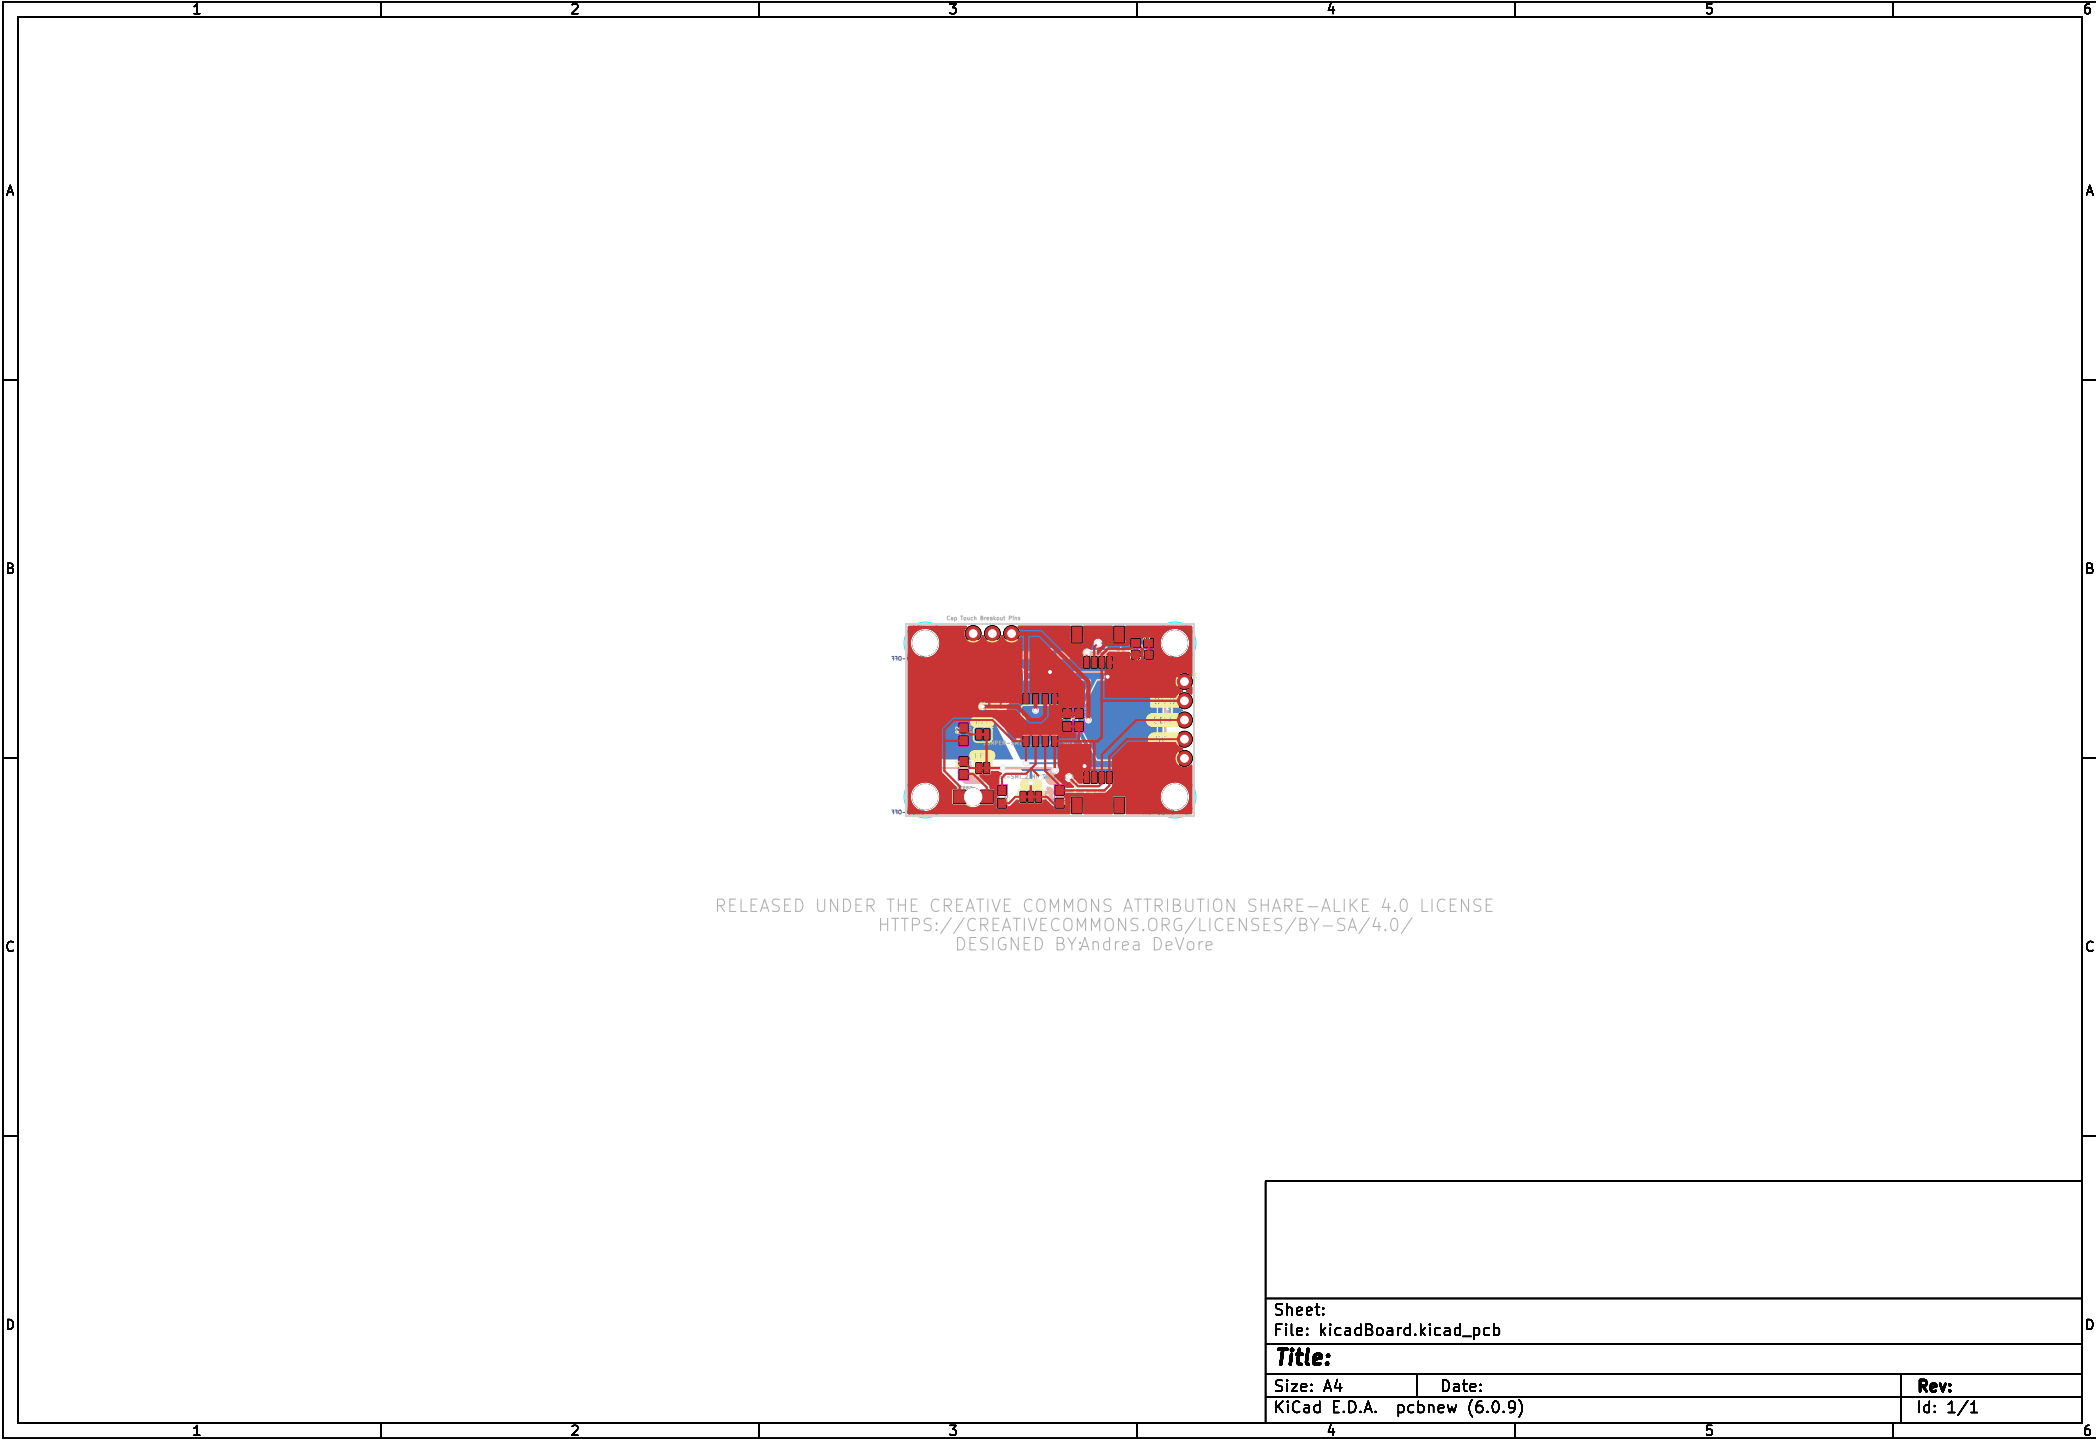 1 2 3 4 5 6
A A
Cap Touch Breakout Pins
B B
RELEASED UNDER THE CREATIVE COMMONS ATTRIBUTION SHARE-ALIKE 4.0 LICENSE
HTTPS://CREATIVECOMMONS.ORG/LICENSES/BY-SA/4.0/
DESIGNED BY:Andrea DeVore
C C
Sheet:
File: kicadBoard.kicad_pcb
D D
Title:
Size: A4 Date: Rev:
KiCad E.D.A. pcbnew (6.0.9) Id: 1/1
1 2 3 4 5 6